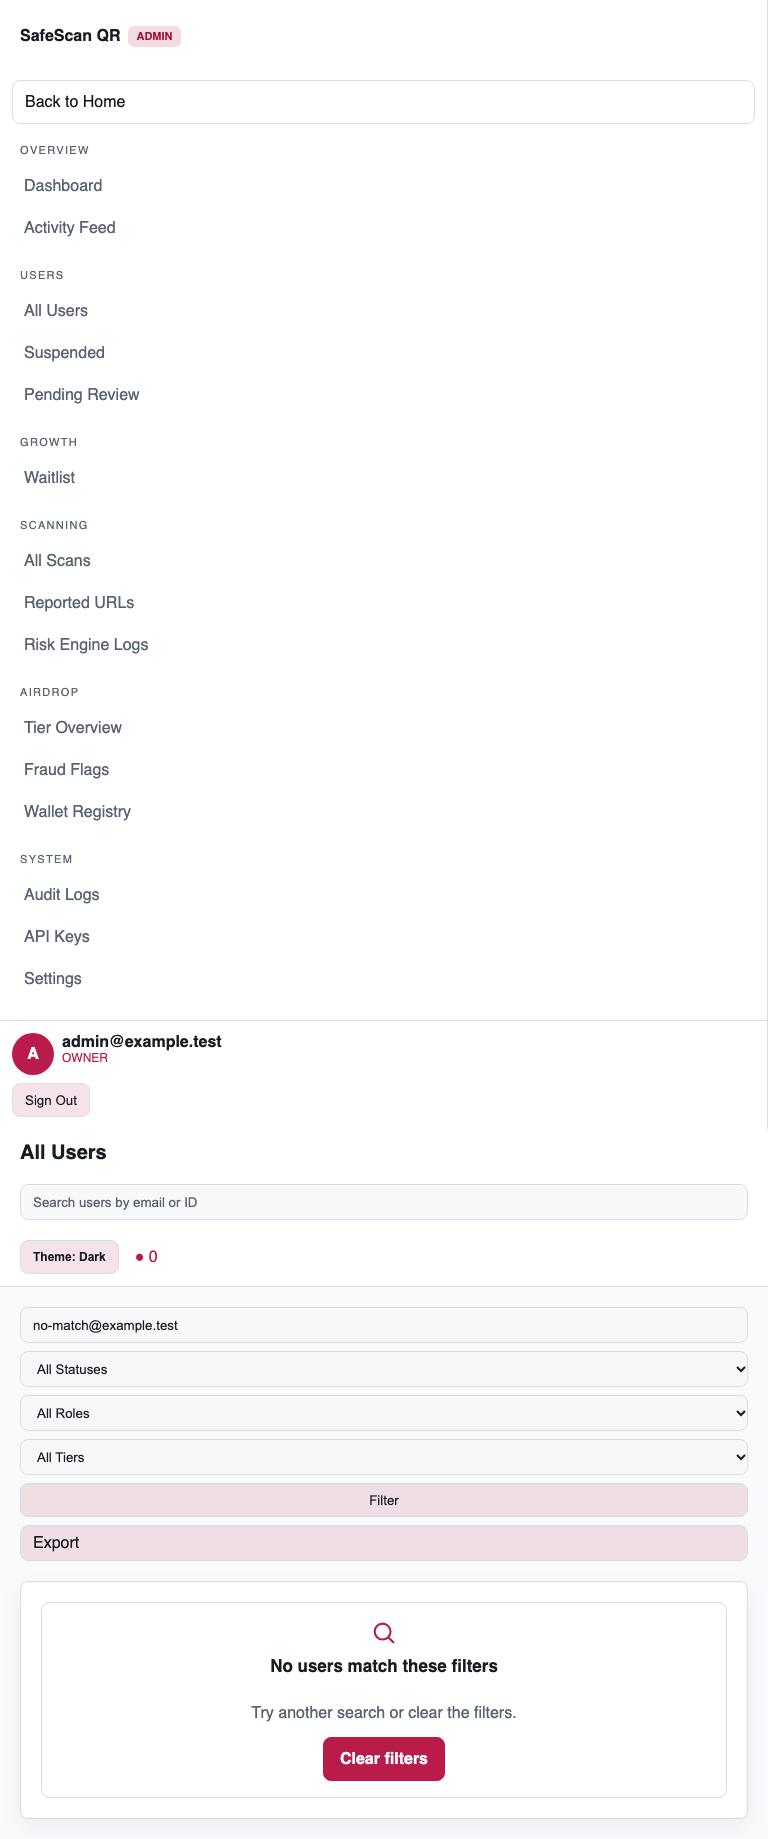 SafeScan QR ADMIN
Back to Home
OVERVIEW
Dashboard
Activity Feed
USERS
All Users
Suspended
Pending Review
GROWTH
Waitlist
SCANNING
All Scans
Reported URLs
Risk Engine Logs
AIRDROP
Tier Overview
Fraud Flags
Wallet Registry
SYSTEM
Audit Logs
API Keys
Settings
A admin@example.test
OWNER
Sign Out
All Users
Search users by email or ID
Theme: Dark ● 0
no-match@example.test
All Statuses
All Roles
All Tiers
Filter
Export
No users match these filters
Try another search or clear the filters.
Clear filters